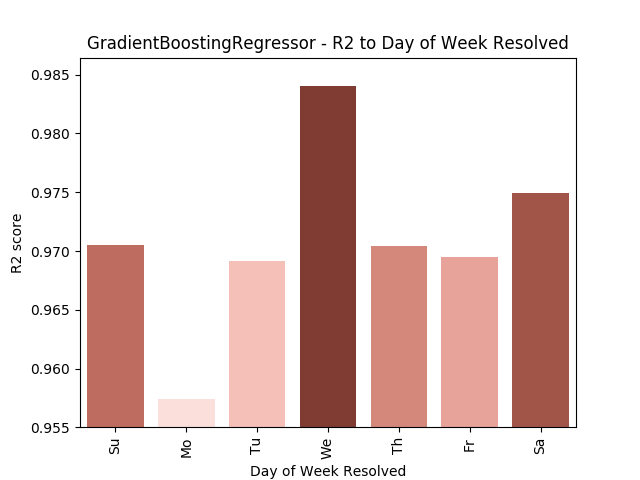 GradientBoostingRegressor - R2 to Day of Week Resolved
0.985
0.980
0.975
0.970
0.965
0.960
0.955
R2 score
Su
Mo
Tu
We
Th
Fr
Sa
Day of Week Resolved